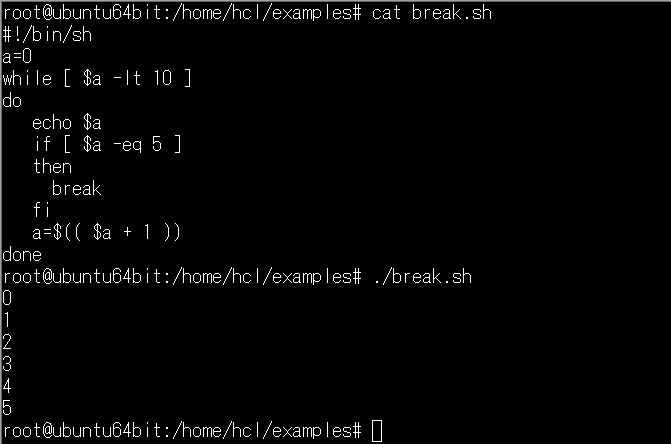 root@ubuntu64bit:/home/hcl/examples# cat break.sh
#!/bin/sh
a=0
while [ $a -lt 10 ]
do
   echo $a
   if [ $a -eq 5 ]
   then
     break
   fi
   a=$(( $a + 1 ))
done
root@ubuntu64bit:/home/hcl/examples# ./break.sh
0
1
2
3
4
5
root@ubuntu64bit:/home/hcl/examples#